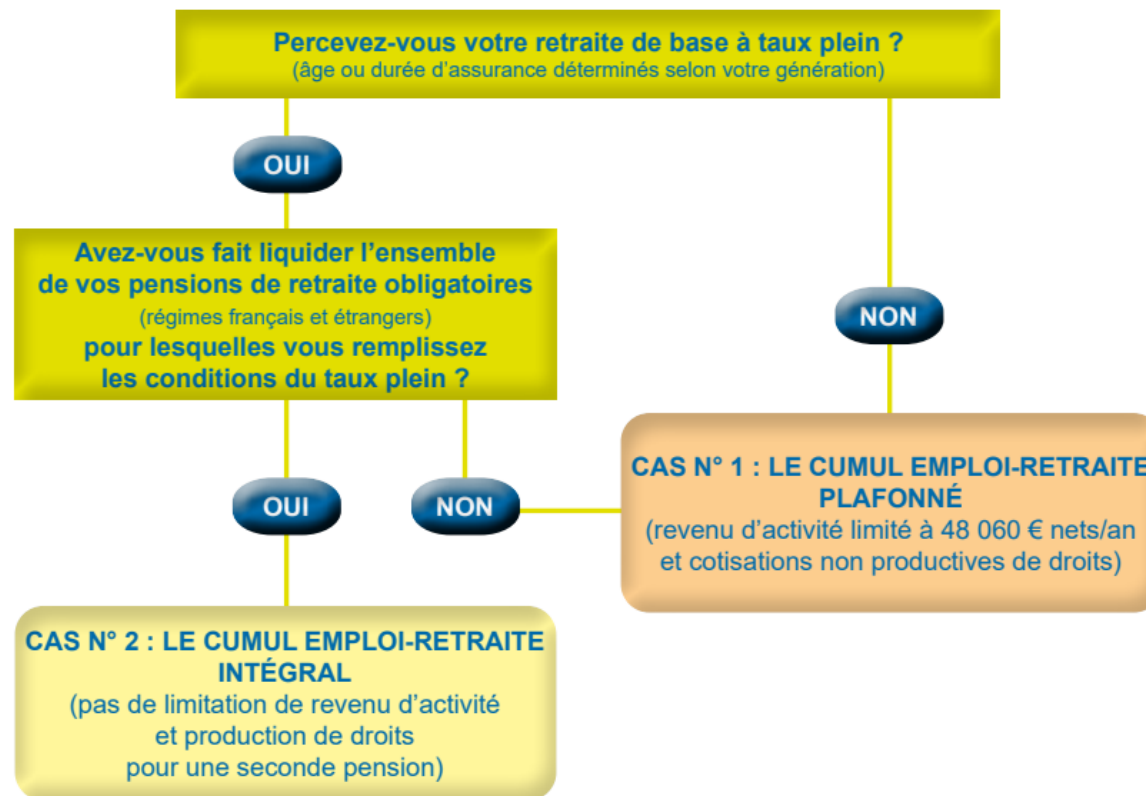 Percevez-vous votre retraite de base à taux plein ?
(âge ou durée d’assurance déterminés selon votre génération)
OUI
Avez-vous fait liquider l’ensemble
de vos pensions de retraite obligatoires
(régimes français et étrangers)
pour lesquelles vous remplissez
les conditions du taux plein ?
NON
OUI
NON
CAS N° 1 : LE CUMUL EMPLOI-RETRAITE
PLAFONNÉ
(revenu d’activité limité à 48 060 € nets/an
et cotisations non productives de droits)
CAS N° 2 : LE CUMUL EMPLOI-RETRAITE
INTÉGRAL
(pas de limitation de revenu d’activité
et production de droits
pour une seconde pension)